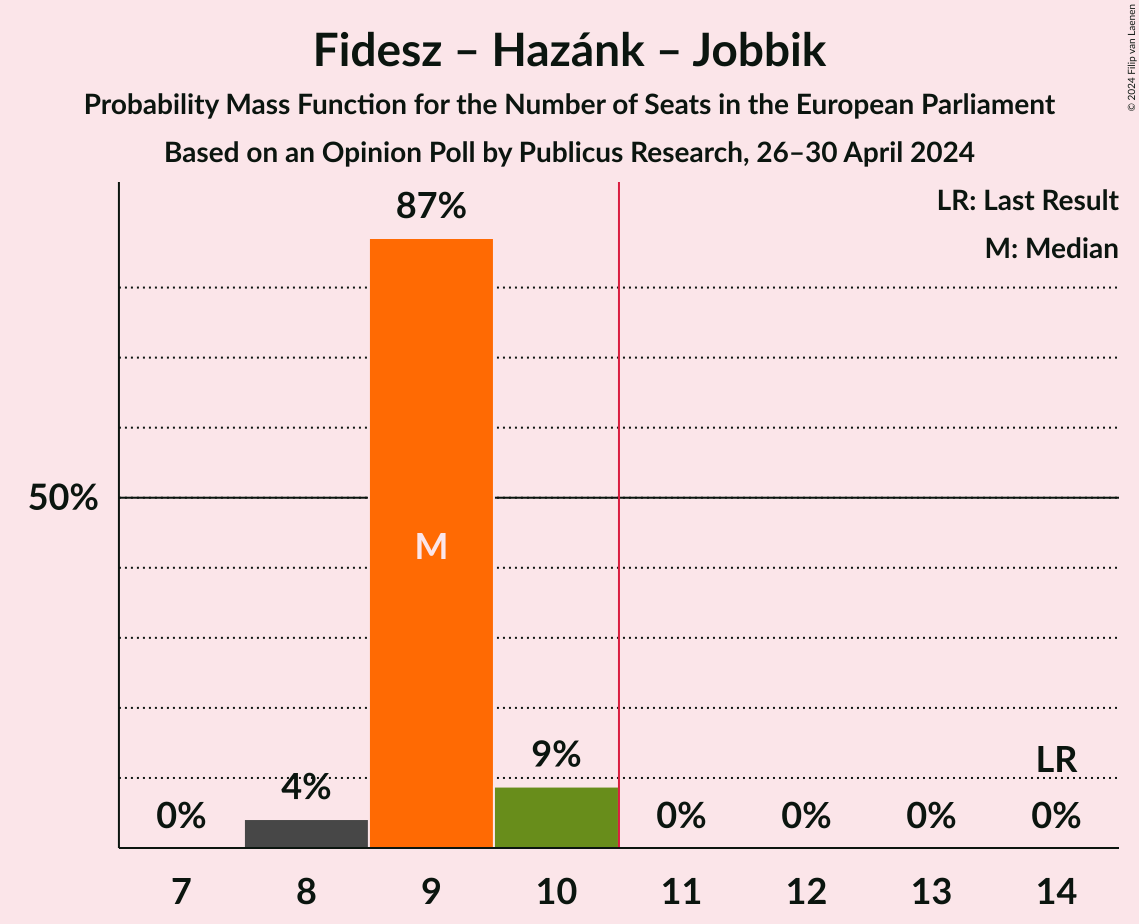 Fidesz – Hazánk – Jobbik
Probability Mass Function for the Number of Seats in the European Parliament
Based on an Opinion Poll by Publicus Research, 26–30 April 2024
© 2024 Filip van Laenen
LR: Last Result
M: Median
87%
50%
M
9%
LR
4%
0%
0%
0%
0%
0%
7
8
9
10
11
12
13
14